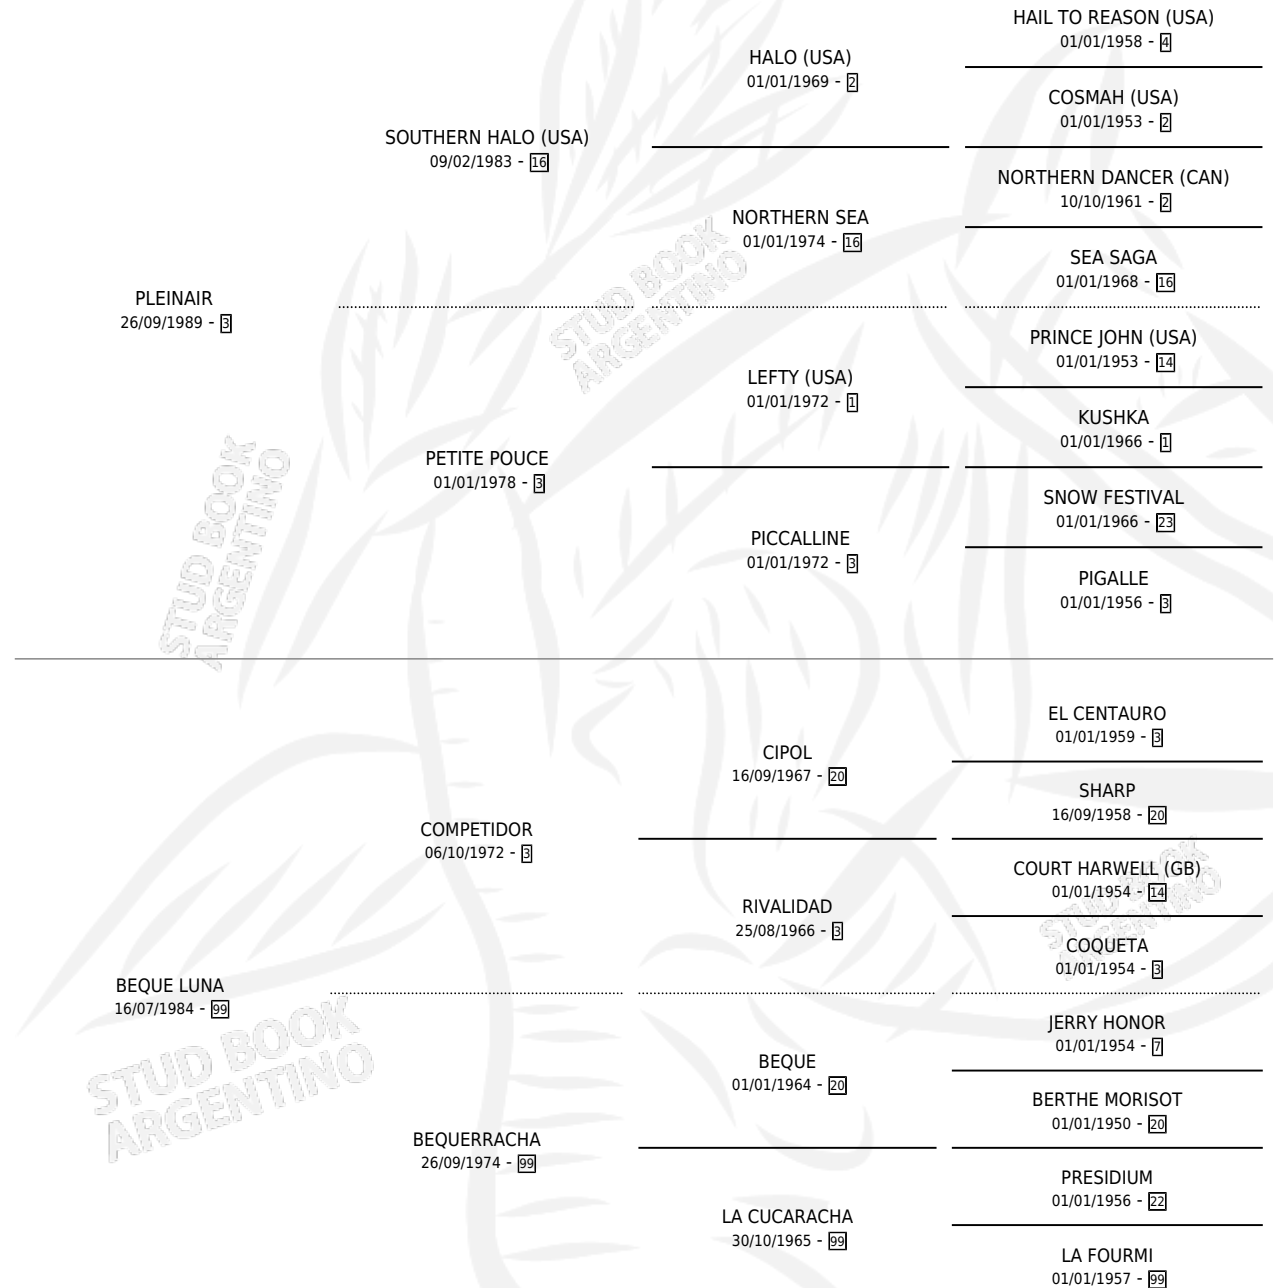 HAIL TO REASON (USA)
01/01/1958 - 4
HALO (USA)
01/01/1969 - 2
COSMAH (USA)
01/01/1953 - 2
SOUTHERN HALO (USA)
09/02/1983 - 16
NORTHERN DANCER (CAN)
10/10/1961 - 2
NORTHERN SEA
01/01/1974 - 16
SEA SAGA
01/01/1968 - 16
STUD BOOK
ARGENTINO
PLEINAIR
26/09/1989 - 3
PRINCE JOHN (USA)
01/01/1953 - 14
LEFTY (USA)
01/01/1972 - 1
KUSHKA
01/01/1966 - 1
PETITE POUCE
01/01/1978 - 3
SNOW FESTIVAL
01/01/1966 - 23
PICCALLINE
01/01/1972 - 3
PIGALLE
01/01/1956 - 3
STUD BOOK
ARGENTINO
EL CENTAURO
01/01/1959 - 3
CIPOL
16/09/1967 - 20
SHARP
16/09/1958 - 20
COMPETIDOR
06/10/1972 - 3
COURT HARWELL (GB)
01/01/1954 - 14
RIVALIDAD
25/08/1966 - 3
COQUETA
01/01/1954 - 3
STUD BOOK
ARGENTINO
BEQUE LUNA
16/07/1984 - 99
JERRY HONOR
01/01/1954 - 7
BEQUE
01/01/1964 - 20
BERTHE MORISOT
01/01/1950 - 20
STUD BOOK
ARGENTINO
BEQUERRACHA
26/09/1974 - 99
PRESIDIUM
01/01/1956 - 22
LA CUCARACHA
30/10/1965 - 99
LA FOURMI
01/01/1957 - 99